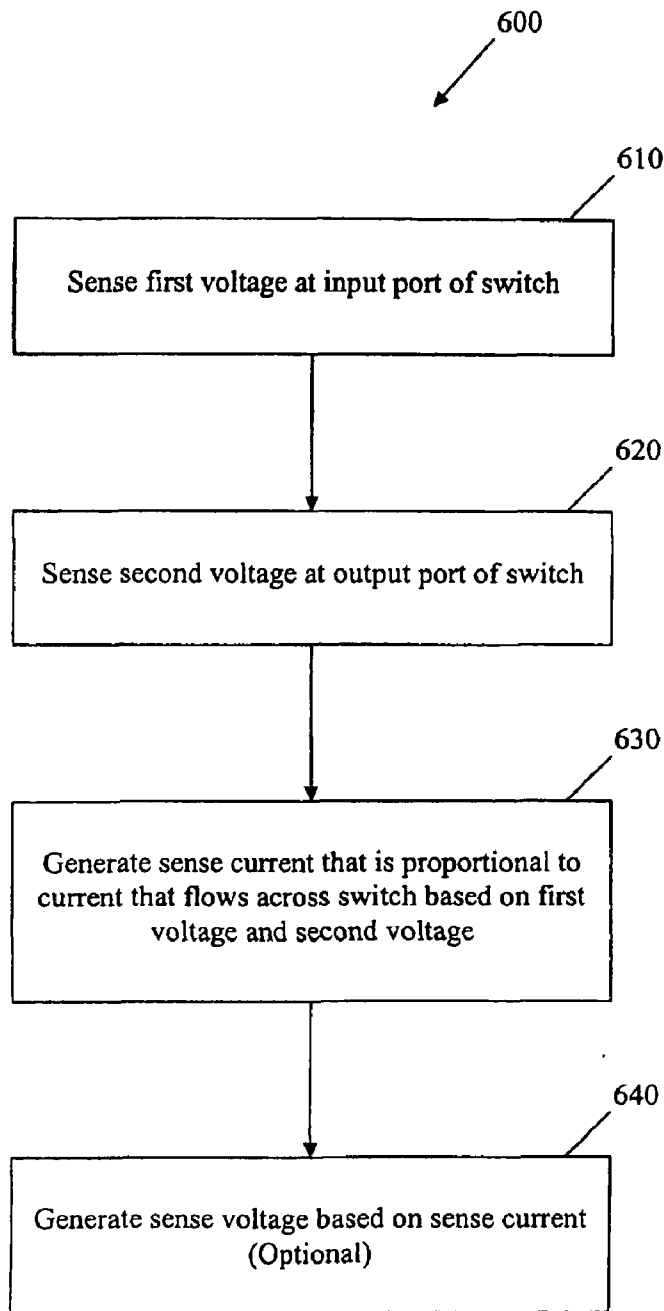 600
610
Sense first voltage at input port of switch
620
Sense second voltage at output port of switch
630
Generate sense current that is proportional to
current that flows across switch based on first
voltage and second voltage
640
Generate sense voltage based on sense current
(Optional)